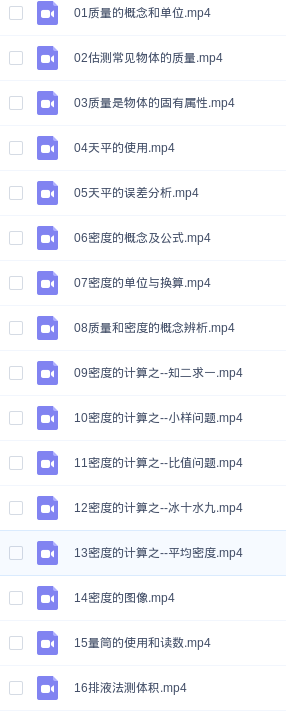 01质量的概念和单位.mp4
02估测常见物体的质量.mp4
03质量是物体的固有属性.mp4
04天平的使用.mp4
05天平的误差分析.mp4
06密度的概念及公式.mp4
07密度的单位与换算.mp4
08质量和密度的概念辨析.mp4
09密度的计算之--知二求一.mp4
10密度的计算之--小样问题.mp4
11密度的计算之--比值问题.mp4
12密度的计算之--冰十水九.mp4
13密度的计算之--平均密度.mp4
14密度的图像.mp4
15量筒的使用和读数.mp4
16排液法测体积.mp4